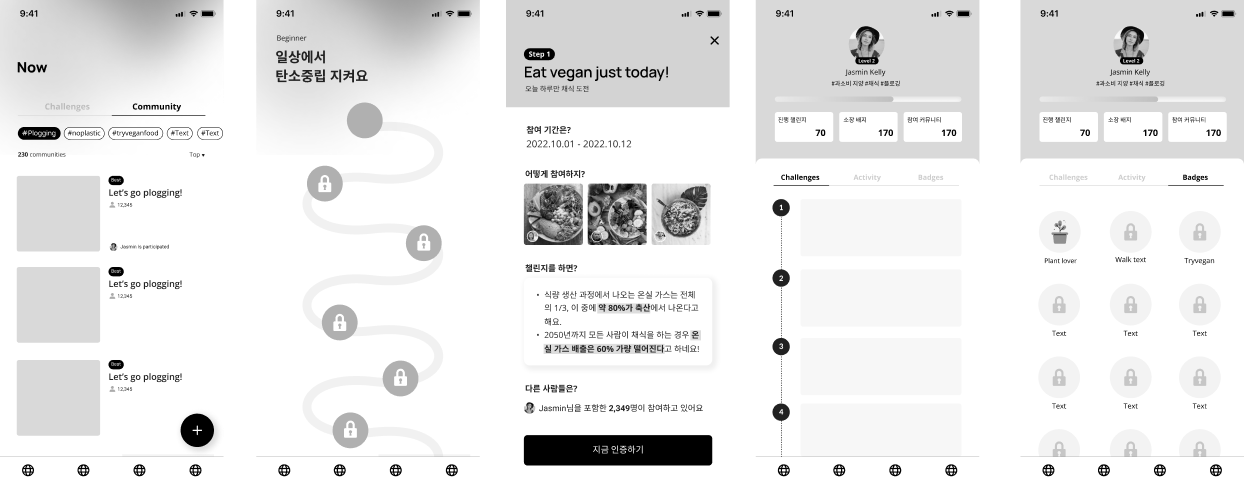 9:41
Now
Challenges
Community
#Plogging
#noplastic
#tryveganfood
#Text
#Text
230 communities
Top ▾
Best
Let's go plogging!
12,345
Jasmin is participated
Best
Let's go plogging!
12,345
Best
Let's go plogging!
12,345
+
9:41
Beginner
일상에서
탄소중립 지켜요
9:41
Step 1
Eat vegan just today!
오늘 하루만 채식 도전
참여 기간은?
2022.10.01 - 2022.10.12
어떻게 참여하지?
챌린지를 하면?
• 식량 생산 과정에서 나오는 온실 가스는 전체
의 1/3, 이 중에 약 80%가 축산에서 나온다고
해요.
• 2050년까지 모든 사람이 채식을 하는 경우 온
실 가스 배출은 60% 가량 떨어진다고 하네요!
다른 사람들은?
Jasmin님을 포함한 2,349명이 참여하고 있어요
지금 인증하기
9:41
Level 2
Jasmin Kelly
#과소비 지양 #채식 #플로깅
진행 챌린지
70
소장 배지
170
참여 커뮤니티
170
Challenges
Activity
Badges
1
2
3
4
9:41
Level 2
Jasmin Kelly
#과소비 지양 #채식 #플로깅
진행 챌린지
70
소장 배지
170
참여 커뮤니티
170
Challenges
Activity
Badges
Plant lover
Walk text
Tryvegan
Text
Text
Text
Text
Text
Text